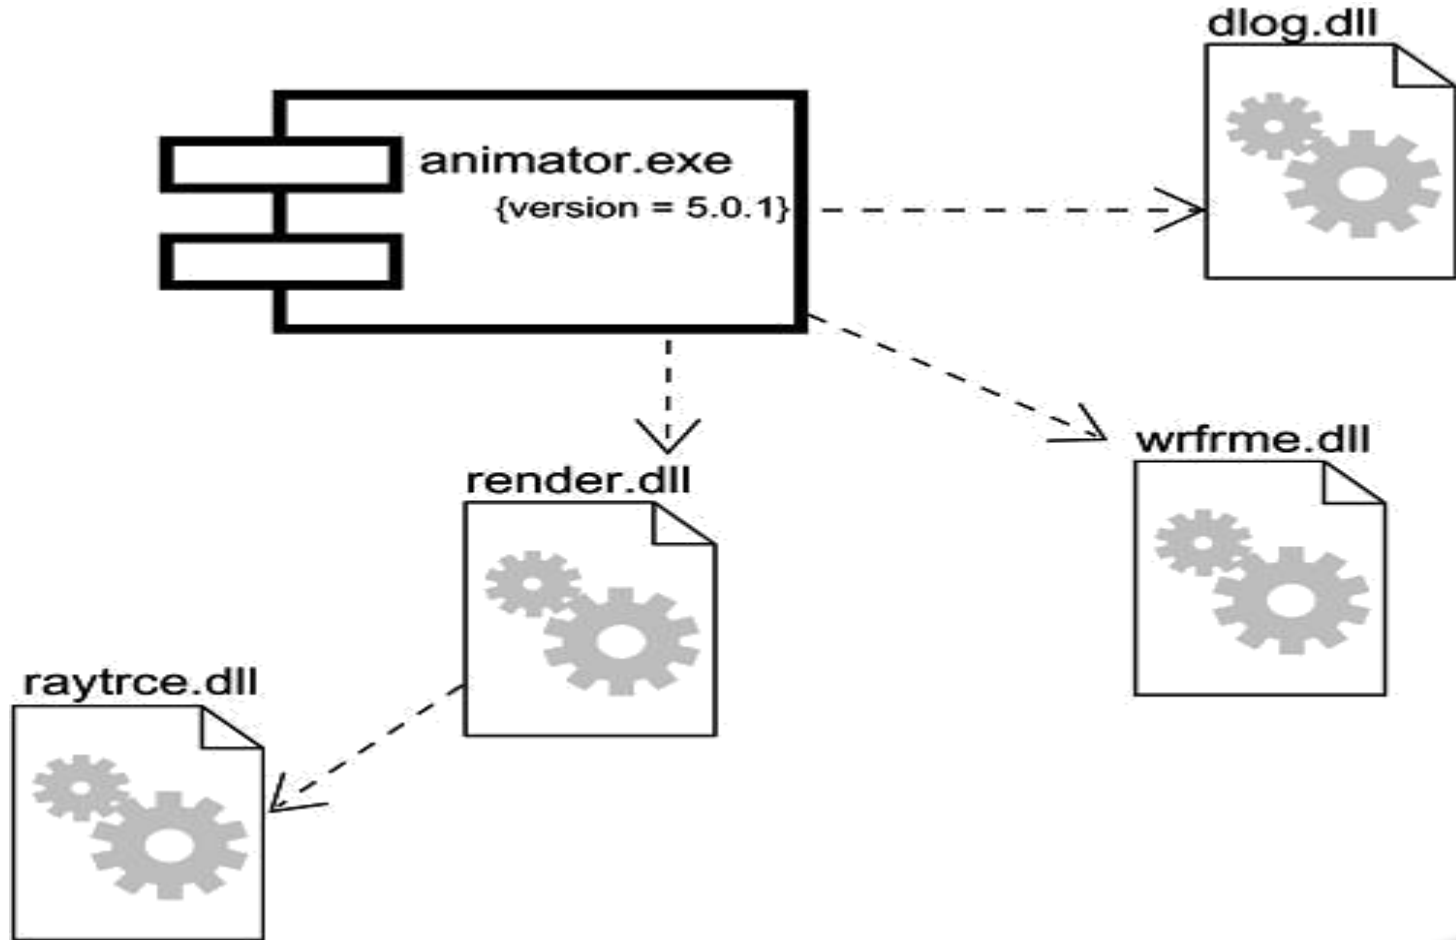 dlog.dll
animator.exe
{version = 5.0.1}
wrfrme.dll
render.dll
raytrce.dll